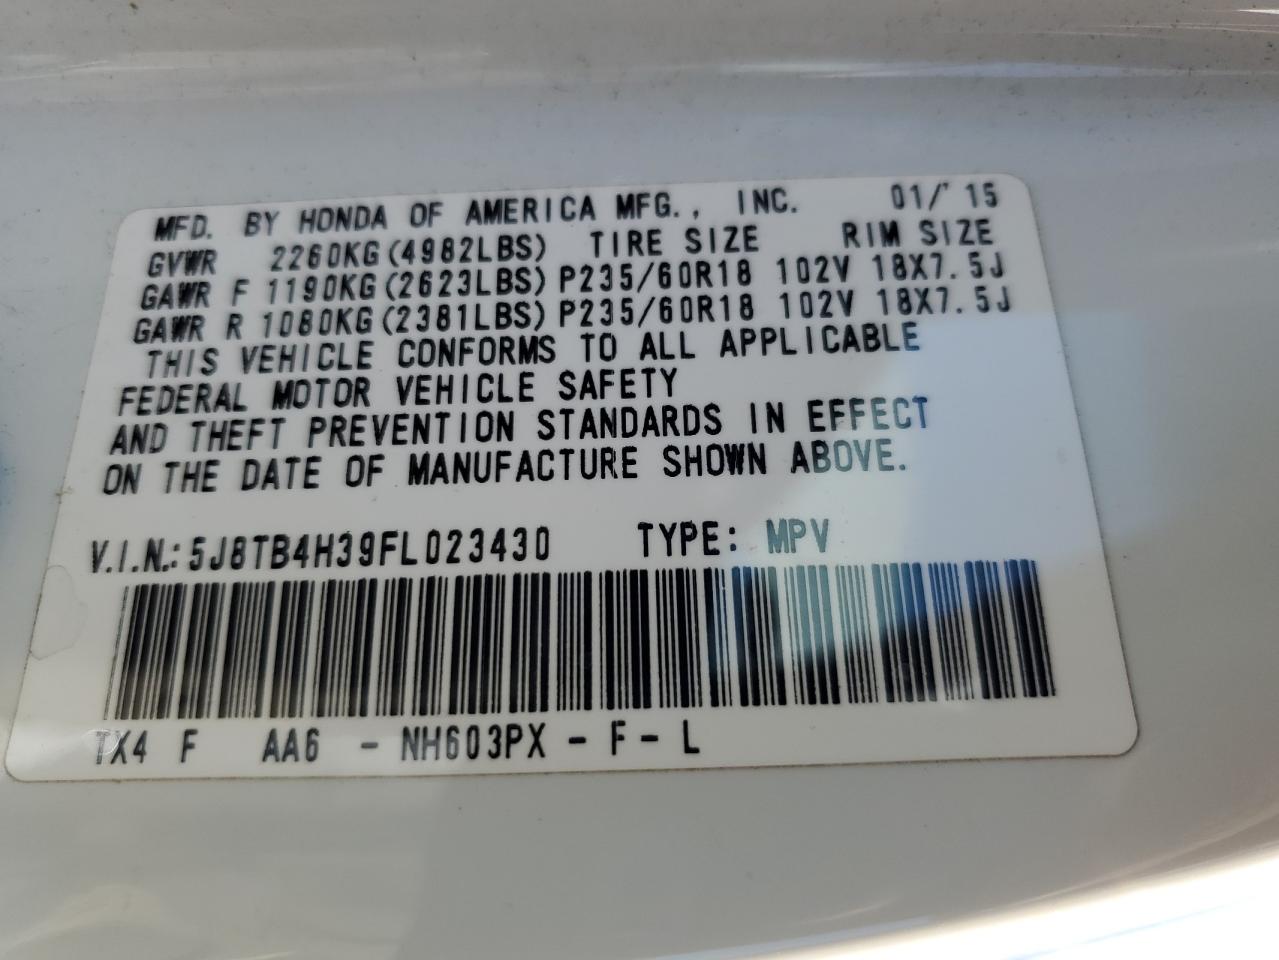 MFD. BY HONDA OF AMERICA MFG., INC. 01/'15
GVWR 2260KG(4982LBS) TIRE SIZE RIM SIZE
GAWR F 1190KG(2623LBS) P235/60R18 102V 18X7.5J
GAWR R 1080KG(2381LBS) P235/60R18 102V 18X7.5J
THIS VEHICLE CONFORMS TO ALL APPLICABLE
FEDERAL MOTOR VEHICLE SAFETY
AND THEFT PREVENTION STANDARDS IN EFFECT
ON THE DATE OF MANUFACTURE SHOWN ABOVE.
V.I.N.: 5J8TB4H39FL023430 TYPE: MPV
TX4 F AA6 - NH603PX - F - L